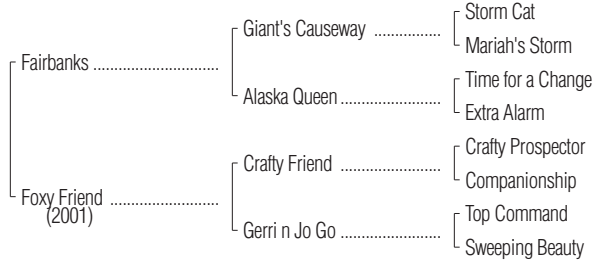 Storm Cat
Giant's Causeway ................
Mariah's Storm
Fairbanks ..............................
Time for a Change
Alaska Queen ........................
Extra Alarm
Crafty Prospector
Crafty Friend ........................
Companionship
Foxy Friend ..........................
(2001)
Top Command
Gerri n Jo Go ........................
Sweeping Beauty